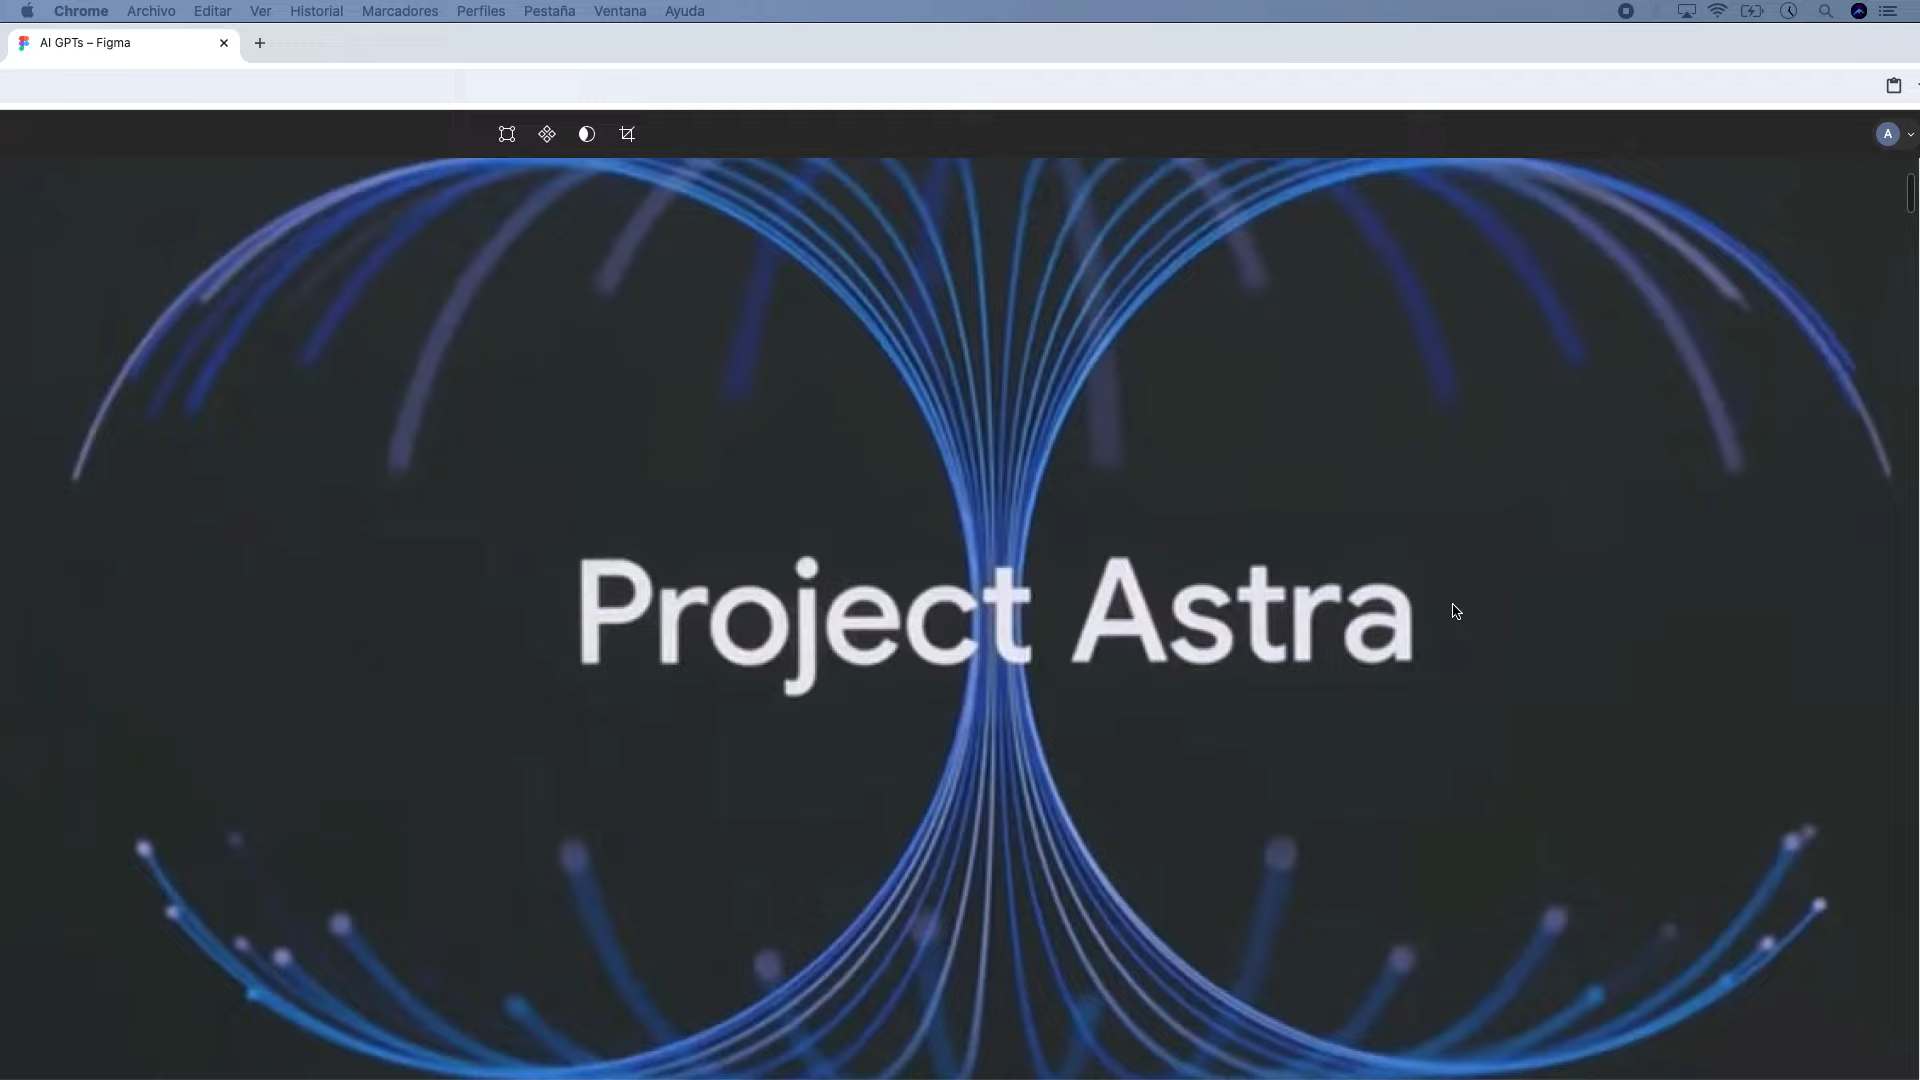 Chrome Archivo Editar Ver Historial Marcadores Perfiles Pestaña Ventana Ayuda
AI GPTs – Figma
A
Project Astra